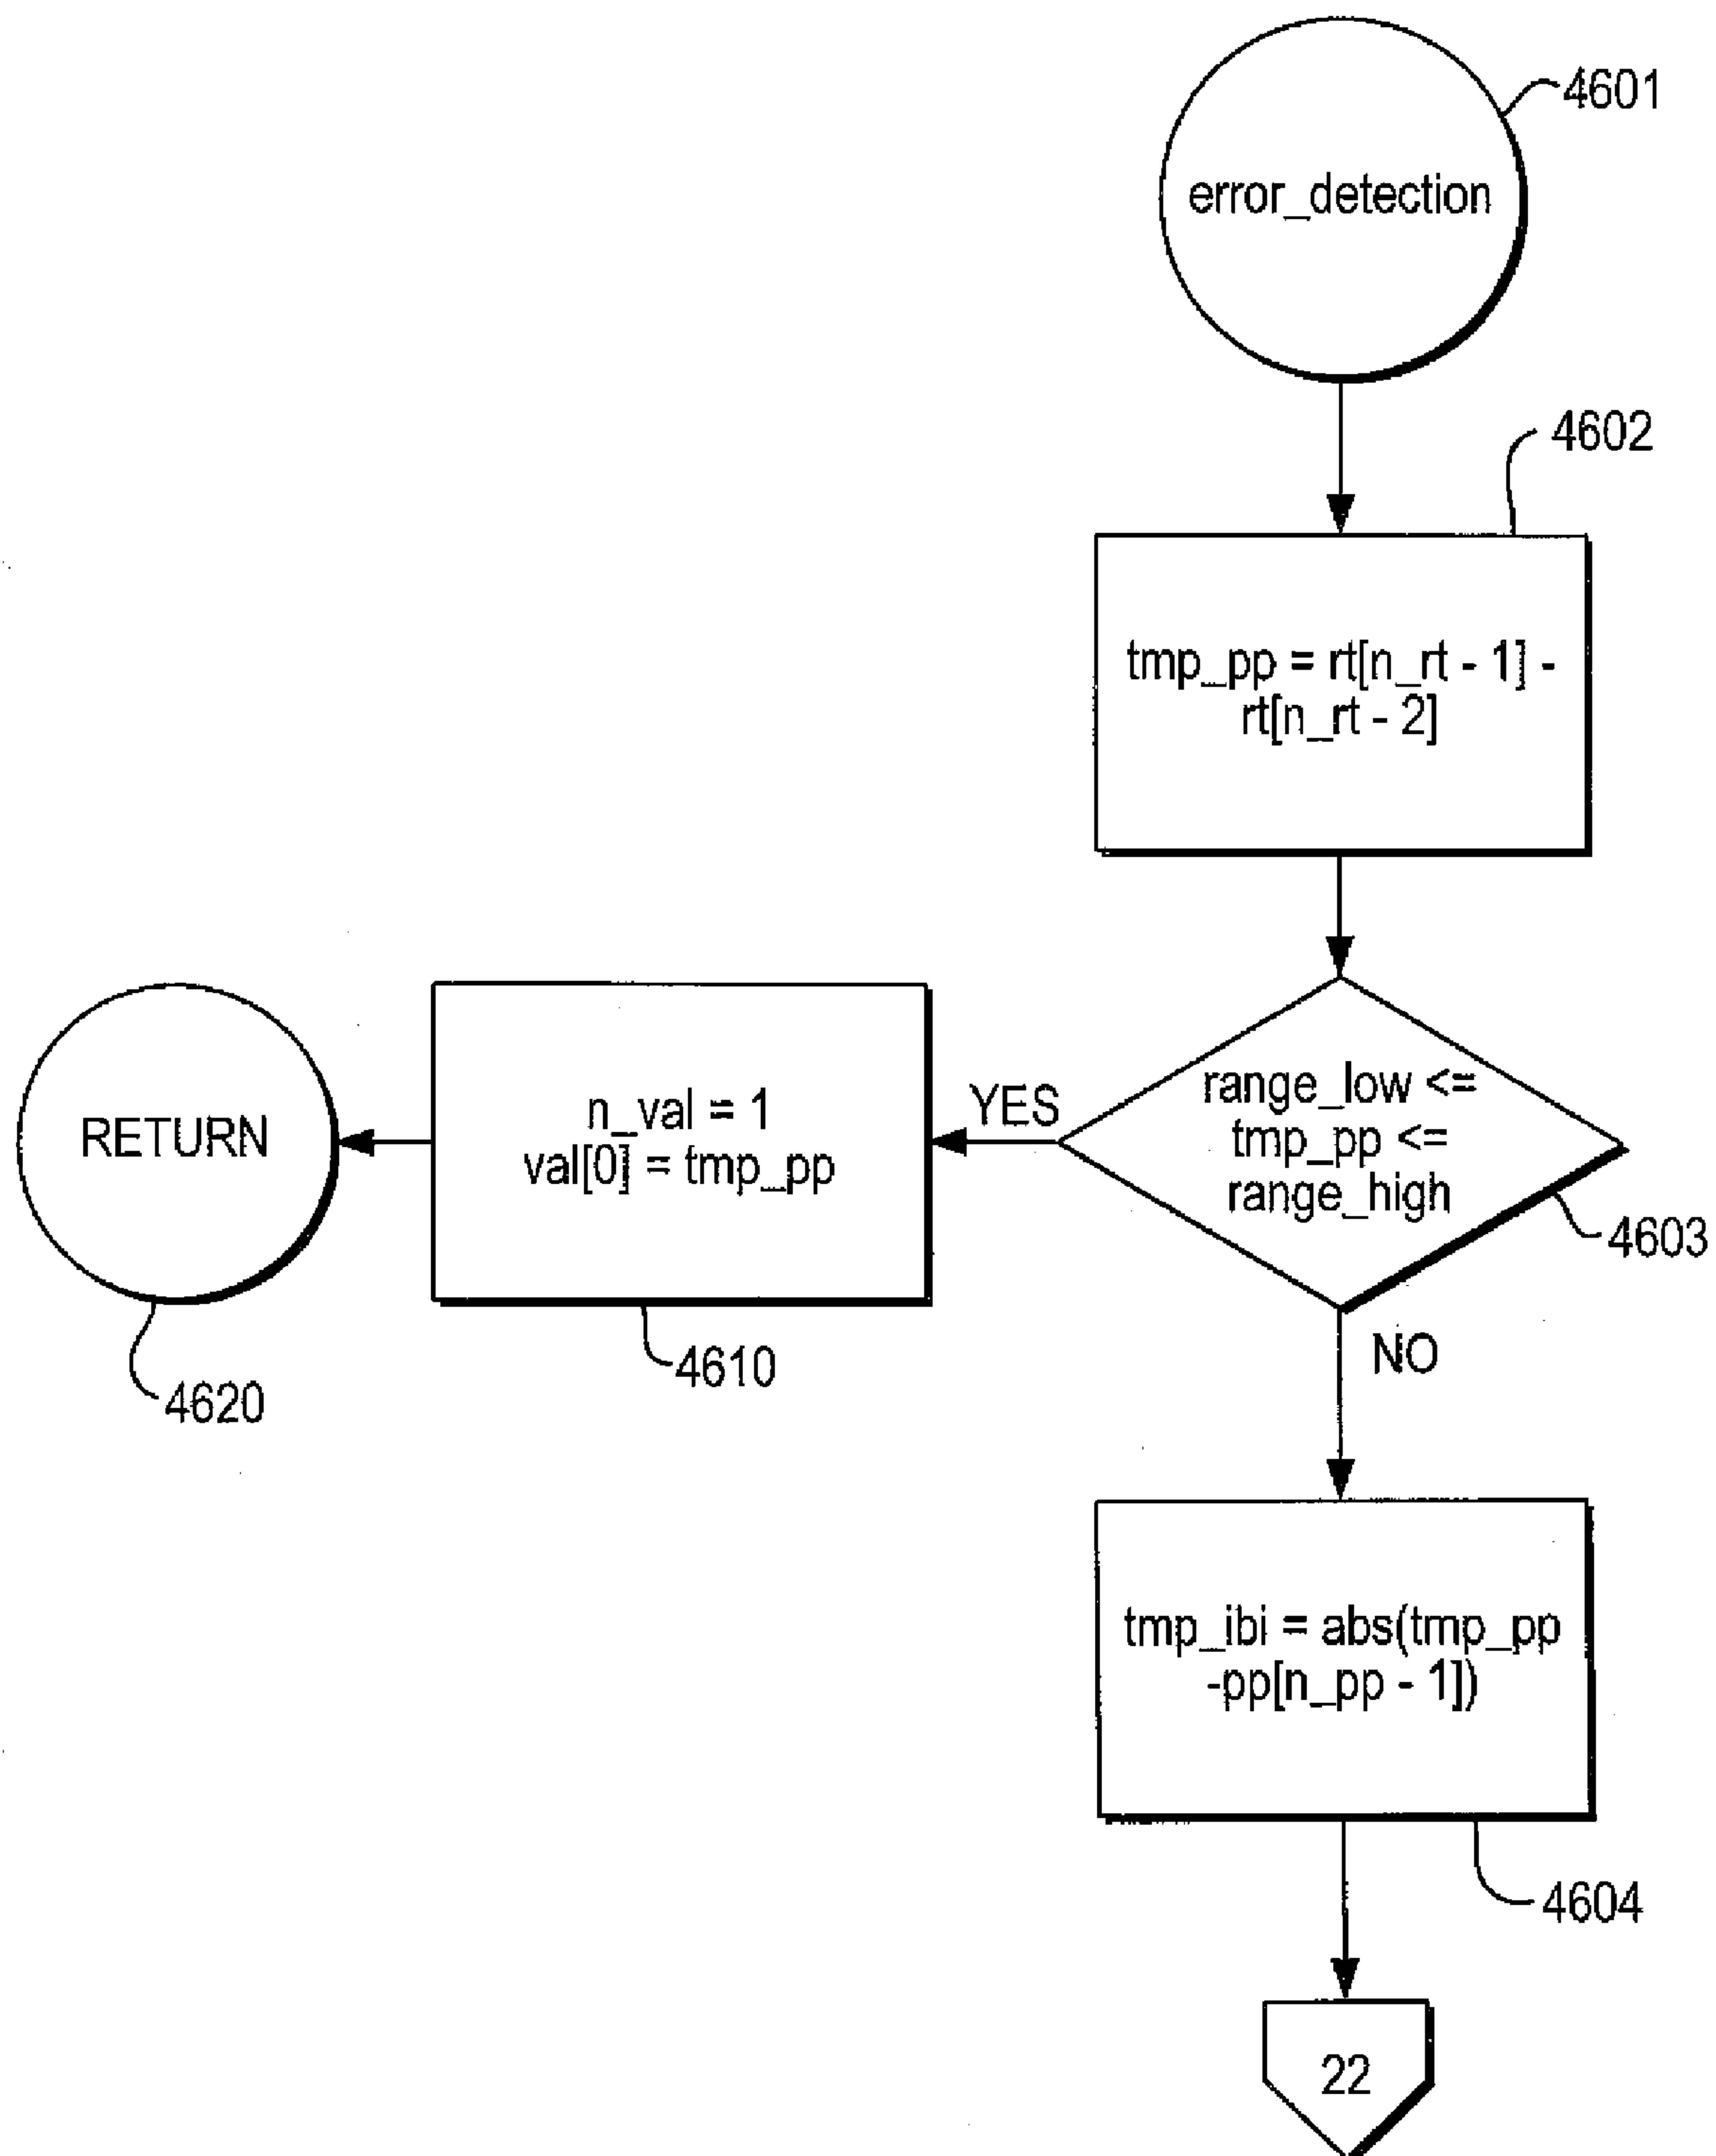 4601
error_detection
4602
tmp_pp = rt[n_rt - 1] -
rt[n_rt - 2]
range_low <=
tmp_pp <=
range_high
4603
YES
n_val = 1
val[0] = tmp_pp
4610
RETURN
4620
NO
tmp_ibi = abs(tmp_pp
-pp[n_pp - 1])
4604
22